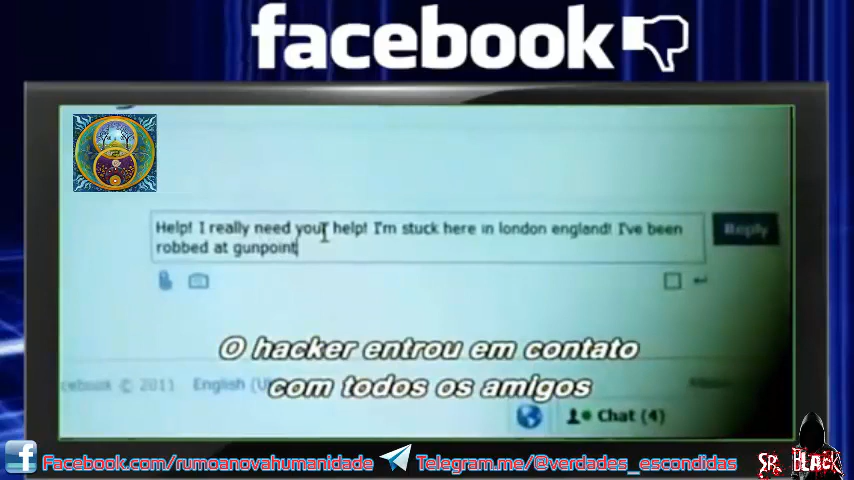 facebook
Help! I really need your help! I'm stuck here in london england! I've been
robbed at gunpoint
Reply
O hacker entrou em contato
com todos os amigos
© 2011 English (U
Chat (4)
Facebook.com/rumoanovahumanidade
Telegram.me/@verdades_escondidas
SR. BLACK